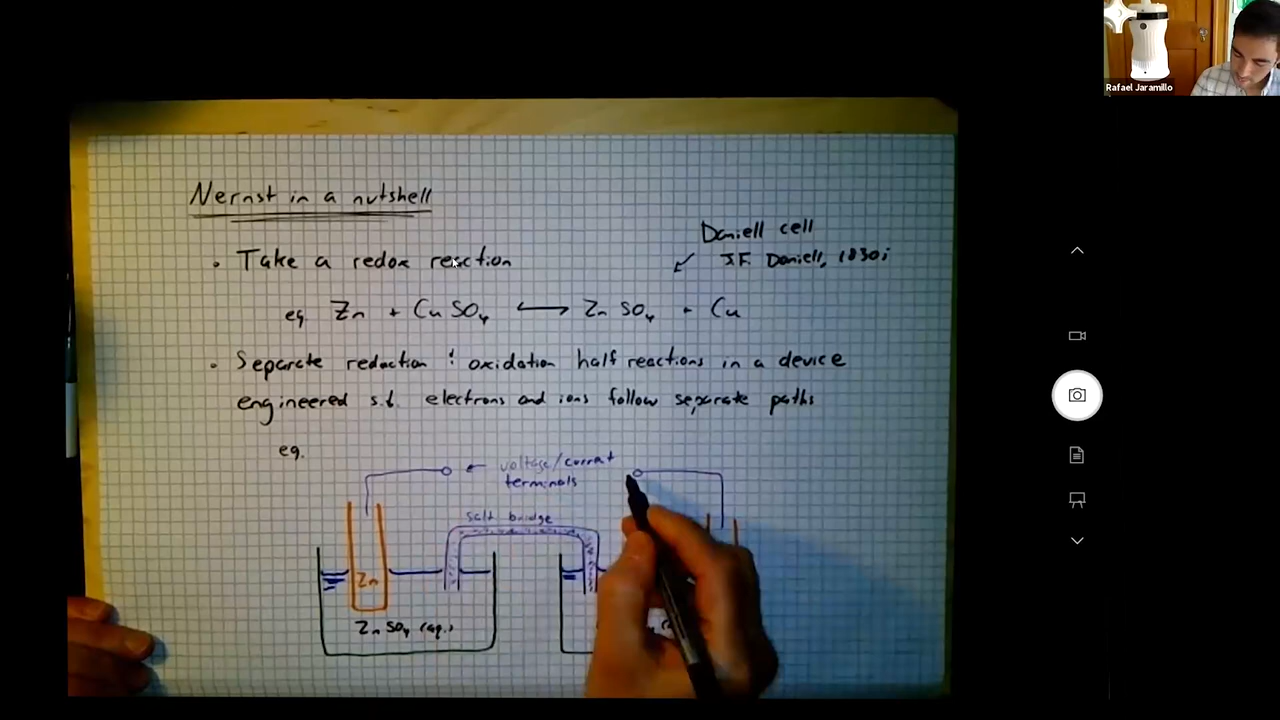 Rafael Jaramillo
Nernst in a nutshell
Daniell cell
J.F. Daniell, 1830s
• Take a redox reaction
eg. Zn + CuSO₄ ⟷ ZnSO₄ + Cu
• Separate reduction & oxidation half reactions in a device
engineered s.t. electrons and ions follow separate paths
eg.
← voltage/current
terminals
salt bridge
Zn
ZnSO₄ (aq.)